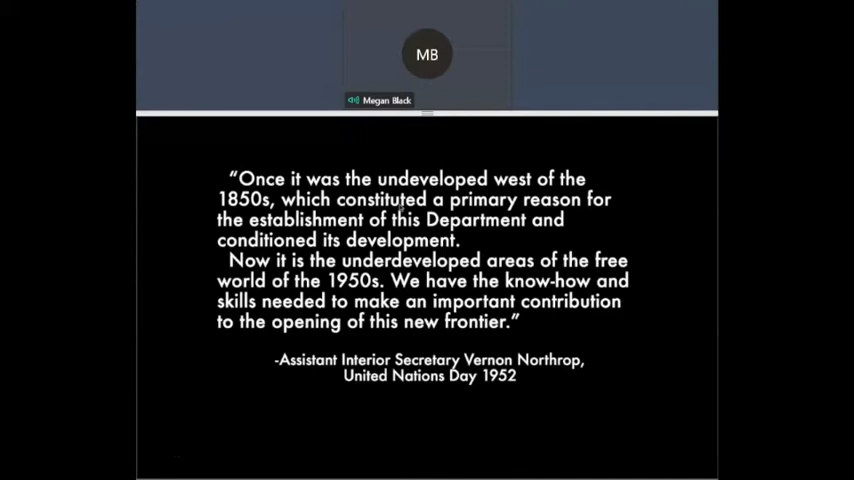 MB
Megan Black
“Once it was the undeveloped west of the
1850s, which constituted a primary reason for
the establishment of this Department and
conditioned its development.
Now it is the underdeveloped areas of the free
world of the 1950s. We have the know-how and
skills needed to make an important contribution
to the opening of this new frontier.”
-Assistant Interior Secretary Vernon Northrop,
United Nations Day 1952